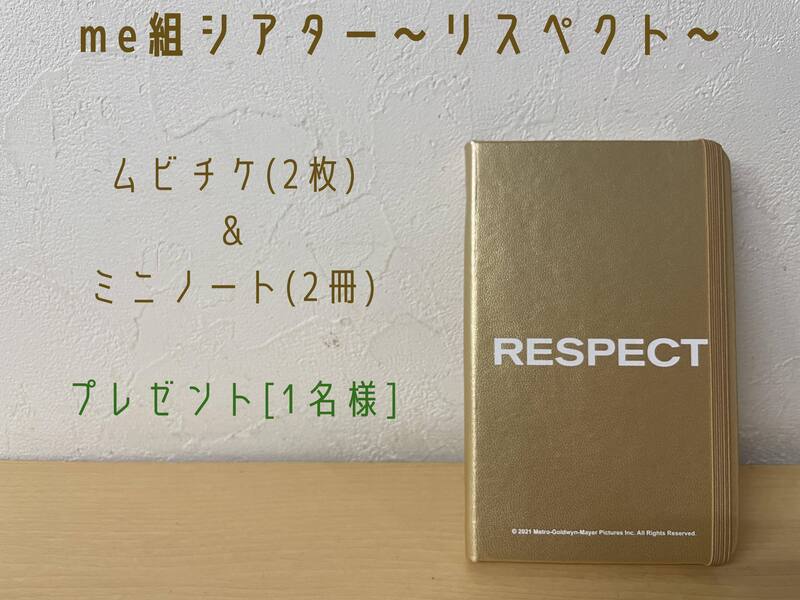 me組シアター〜リスペクト〜
ムビチケ(2枚)
&
ミニノート(2冊)
プレゼント[1名様]
RESPECT
© 2021 Metro-Goldwyn-Mayer Pictures Inc. All Rights Reserved.